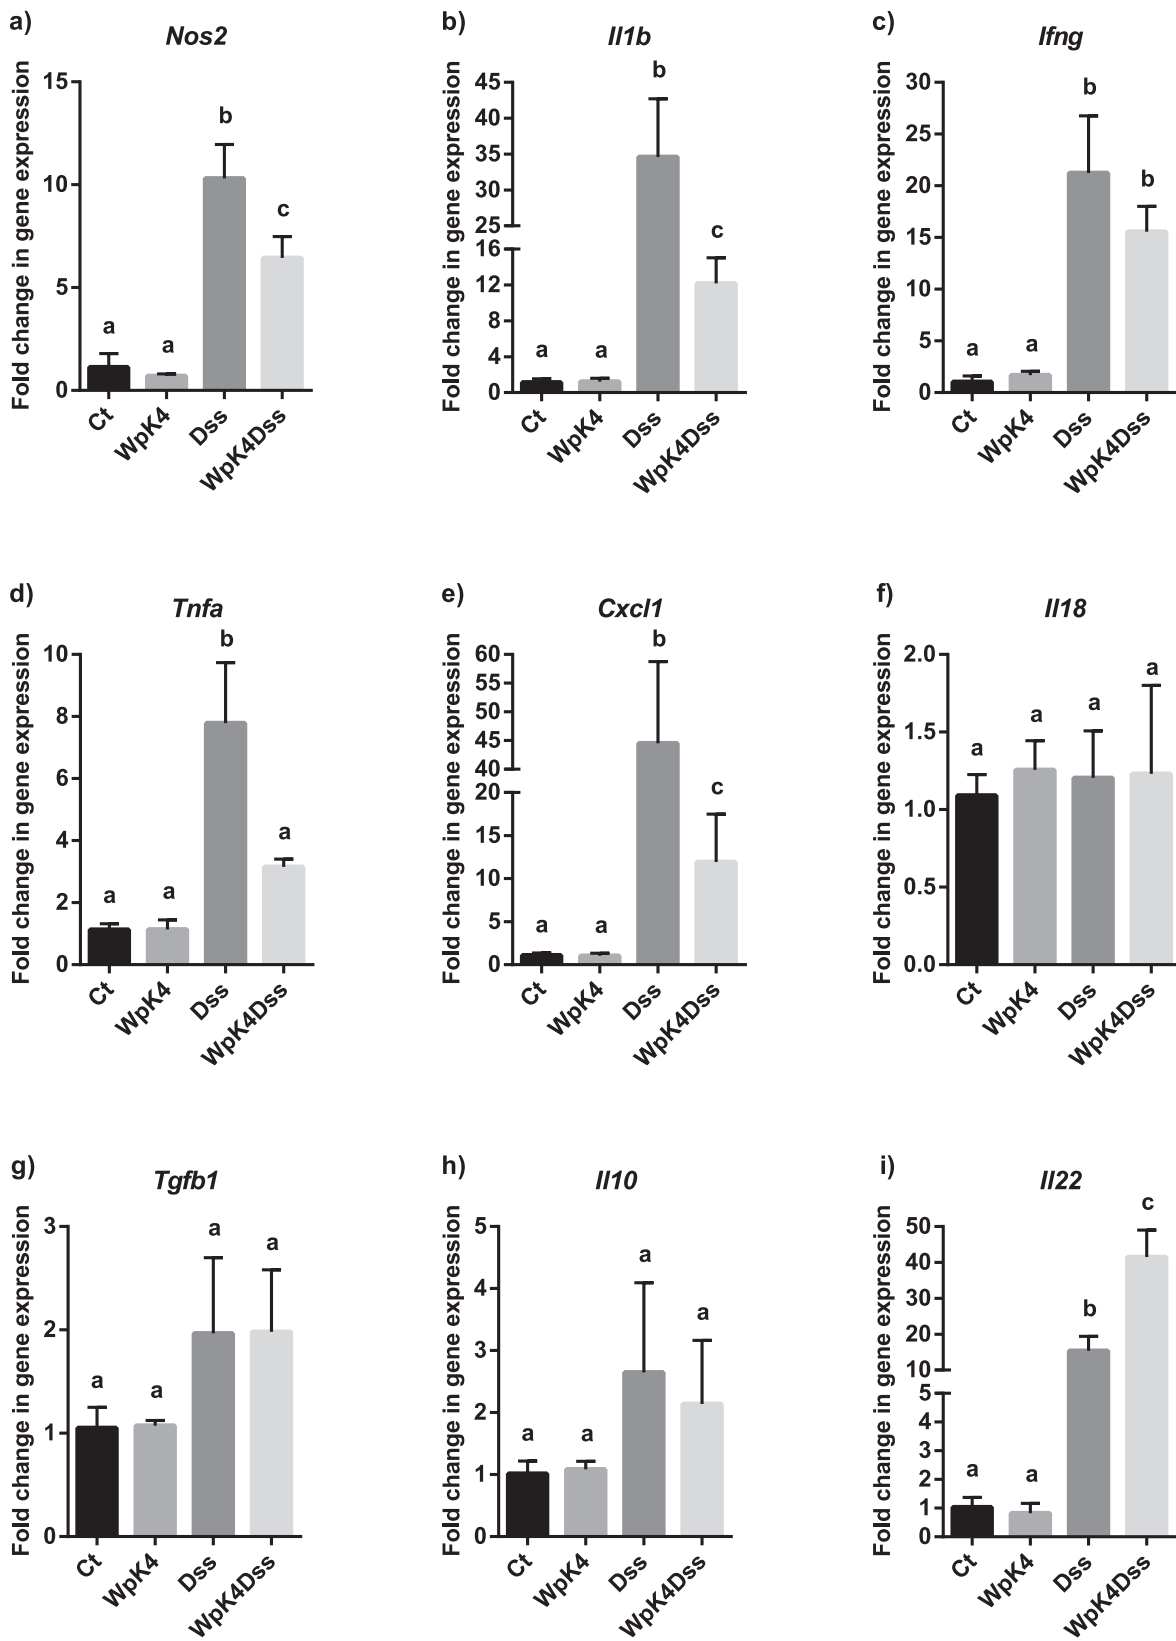 a)
Nos2
Fold change in gene expression
15
10
5
0
a
a
b
c
Ct
WpK4
Dss
WpK4Dss
b)
Il1b
Fold change in gene expression
45
40
35
30
25
16
12
8
4
0
a
a
b
c
Ct
WpK4
Dss
WpK4Dss
c)
Ifng
Fold change in gene expression
30
25
20
15
10
5
0
a
a
b
b
Ct
WpK4
Dss
WpK4Dss
d)
Tnfa
Fold change in gene expression
10
8
6
4
2
0
a
a
b
a
Ct
WpK4
Dss
WpK4Dss
e)
Cxcl1
Fold change in gene expression
60
55
50
45
40
20
15
10
5
0
a
a
b
c
Ct
WpK4
Dss
WpK4Dss
f)
Il18
Fold change in gene expression
2.0
1.5
1.0
0.5
0.0
a
a
a
a
Ct
WpK4
Dss
WpK4Dss
g)
Tgfb1
Fold change in gene expression
3
2
1
0
a
a
a
a
Ct
WpK4
Dss
WpK4Dss
h)
Il10
Fold change in gene expression
5
4
3
2
1
0
a
a
a
a
Ct
WpK4
Dss
WpK4Dss
i)
Il22
Fold change in gene expression
50
40
30
20
10
5
4
3
2
1
0
a
a
b
c
Ct
WpK4
Dss
WpK4Dss